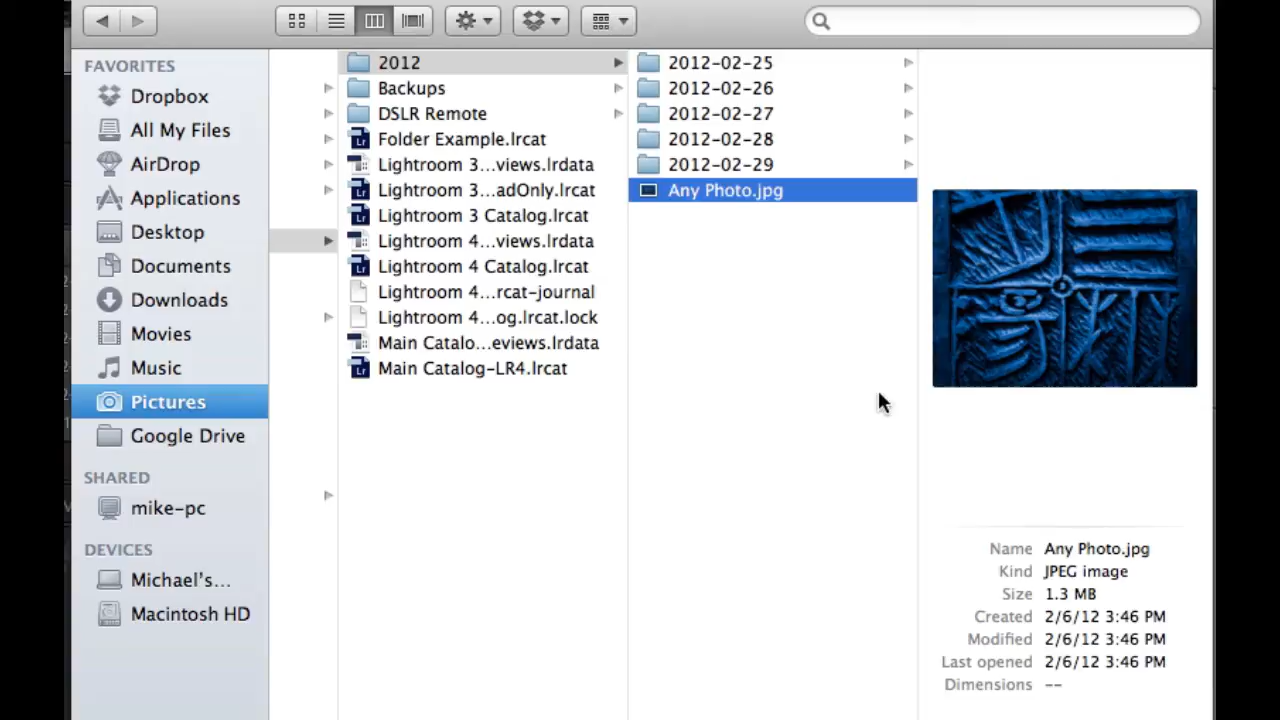 FAVORITES
Dropbox
All My Files
AirDrop
Applications
Desktop
Documents
Downloads
Movies
Music
Pictures
Google Drive
SHARED
mike-pc
DEVICES
Michael's...
Macintosh HD
2012
Backups
DSLR Remote
Folder Example.lrcat
Lightroom 3...views.lrdata
Lightroom 3...adOnly.lrcat
Lightroom 3 Catalog.lrcat
Lightroom 4...views.lrdata
Lightroom 4 Catalog.lrcat
Lightroom 4...rcat-journal
Lightroom 4...og.lrcat.lock
Main Catalo...eviews.lrdata
Main Catalog-LR4.lrcat
2012-02-25
2012-02-26
2012-02-27
2012-02-28
2012-02-29
Any Photo.jpg
Name Any Photo.jpg
Kind JPEG image
Size 1.3 MB
Created 2/6/12 3:46 PM
Modified 2/6/12 3:46 PM
Last opened 2/6/12 3:46 PM
Dimensions --